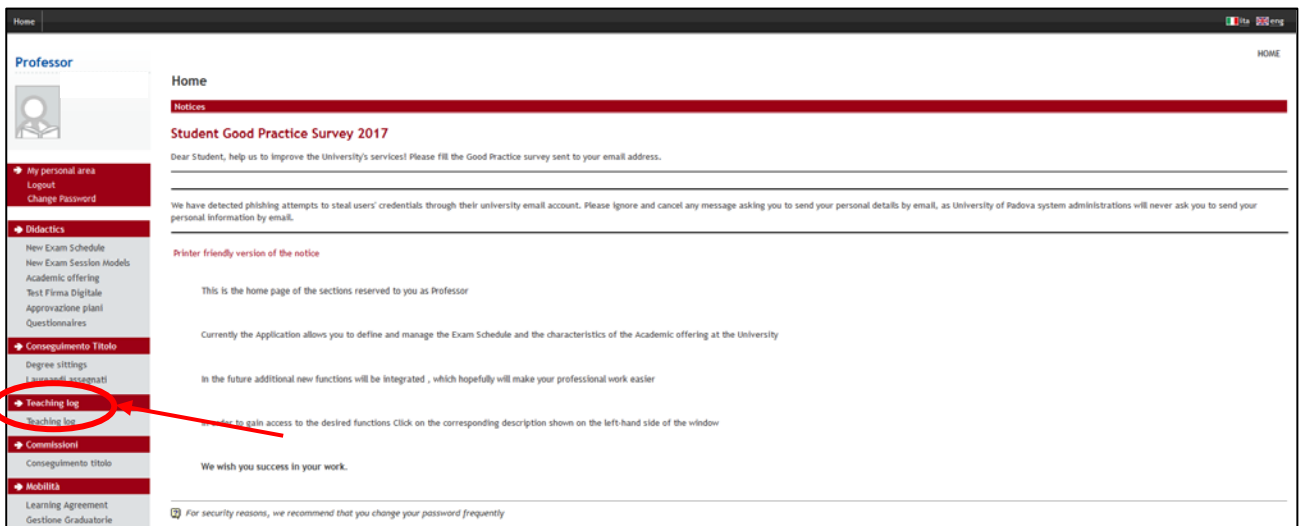 Home
ita eng
HOME
Professor
Home
Notices
Student Good Practice Survey 2017
Dear Student, help us to improve the University's services! Please fill the Good Practice survey sent to your email address.
My personal area
Logout
Change Password
We have detected phishing attempts to steal users' credentials through their university email account. Please ignore and cancel any message asking you to send your personal details by email, as University of Padova system administrations will never ask you to send your
personal information by email.
Didactics
New Exam Schedule
New Exam Session Models
Academic offering
Test Firma Digitale
Approvazione piani
Questionnaires
Printer friendly version of the notice
This is the home page of the sections reserved to you as Professor
Currently the Application allows you to define and manage the Exam Schedule and the characteristics of the Academic offering at the University
Conseguimento Titolo
Degree sittings
Laureandi assegnati
In the future additional new functions will be integrated , which hopefully will make your professional work easier
Teaching log
Teaching log
In order to gain access to the desired functions Click on the corresponding description shown on the left-hand side of the window
Commissioni
Conseguimento titolo
We wish you success in your work.
Mobilità
Learning Agreement
Gestione Graduatorie
For security reasons, we recommend that you change your password frequently